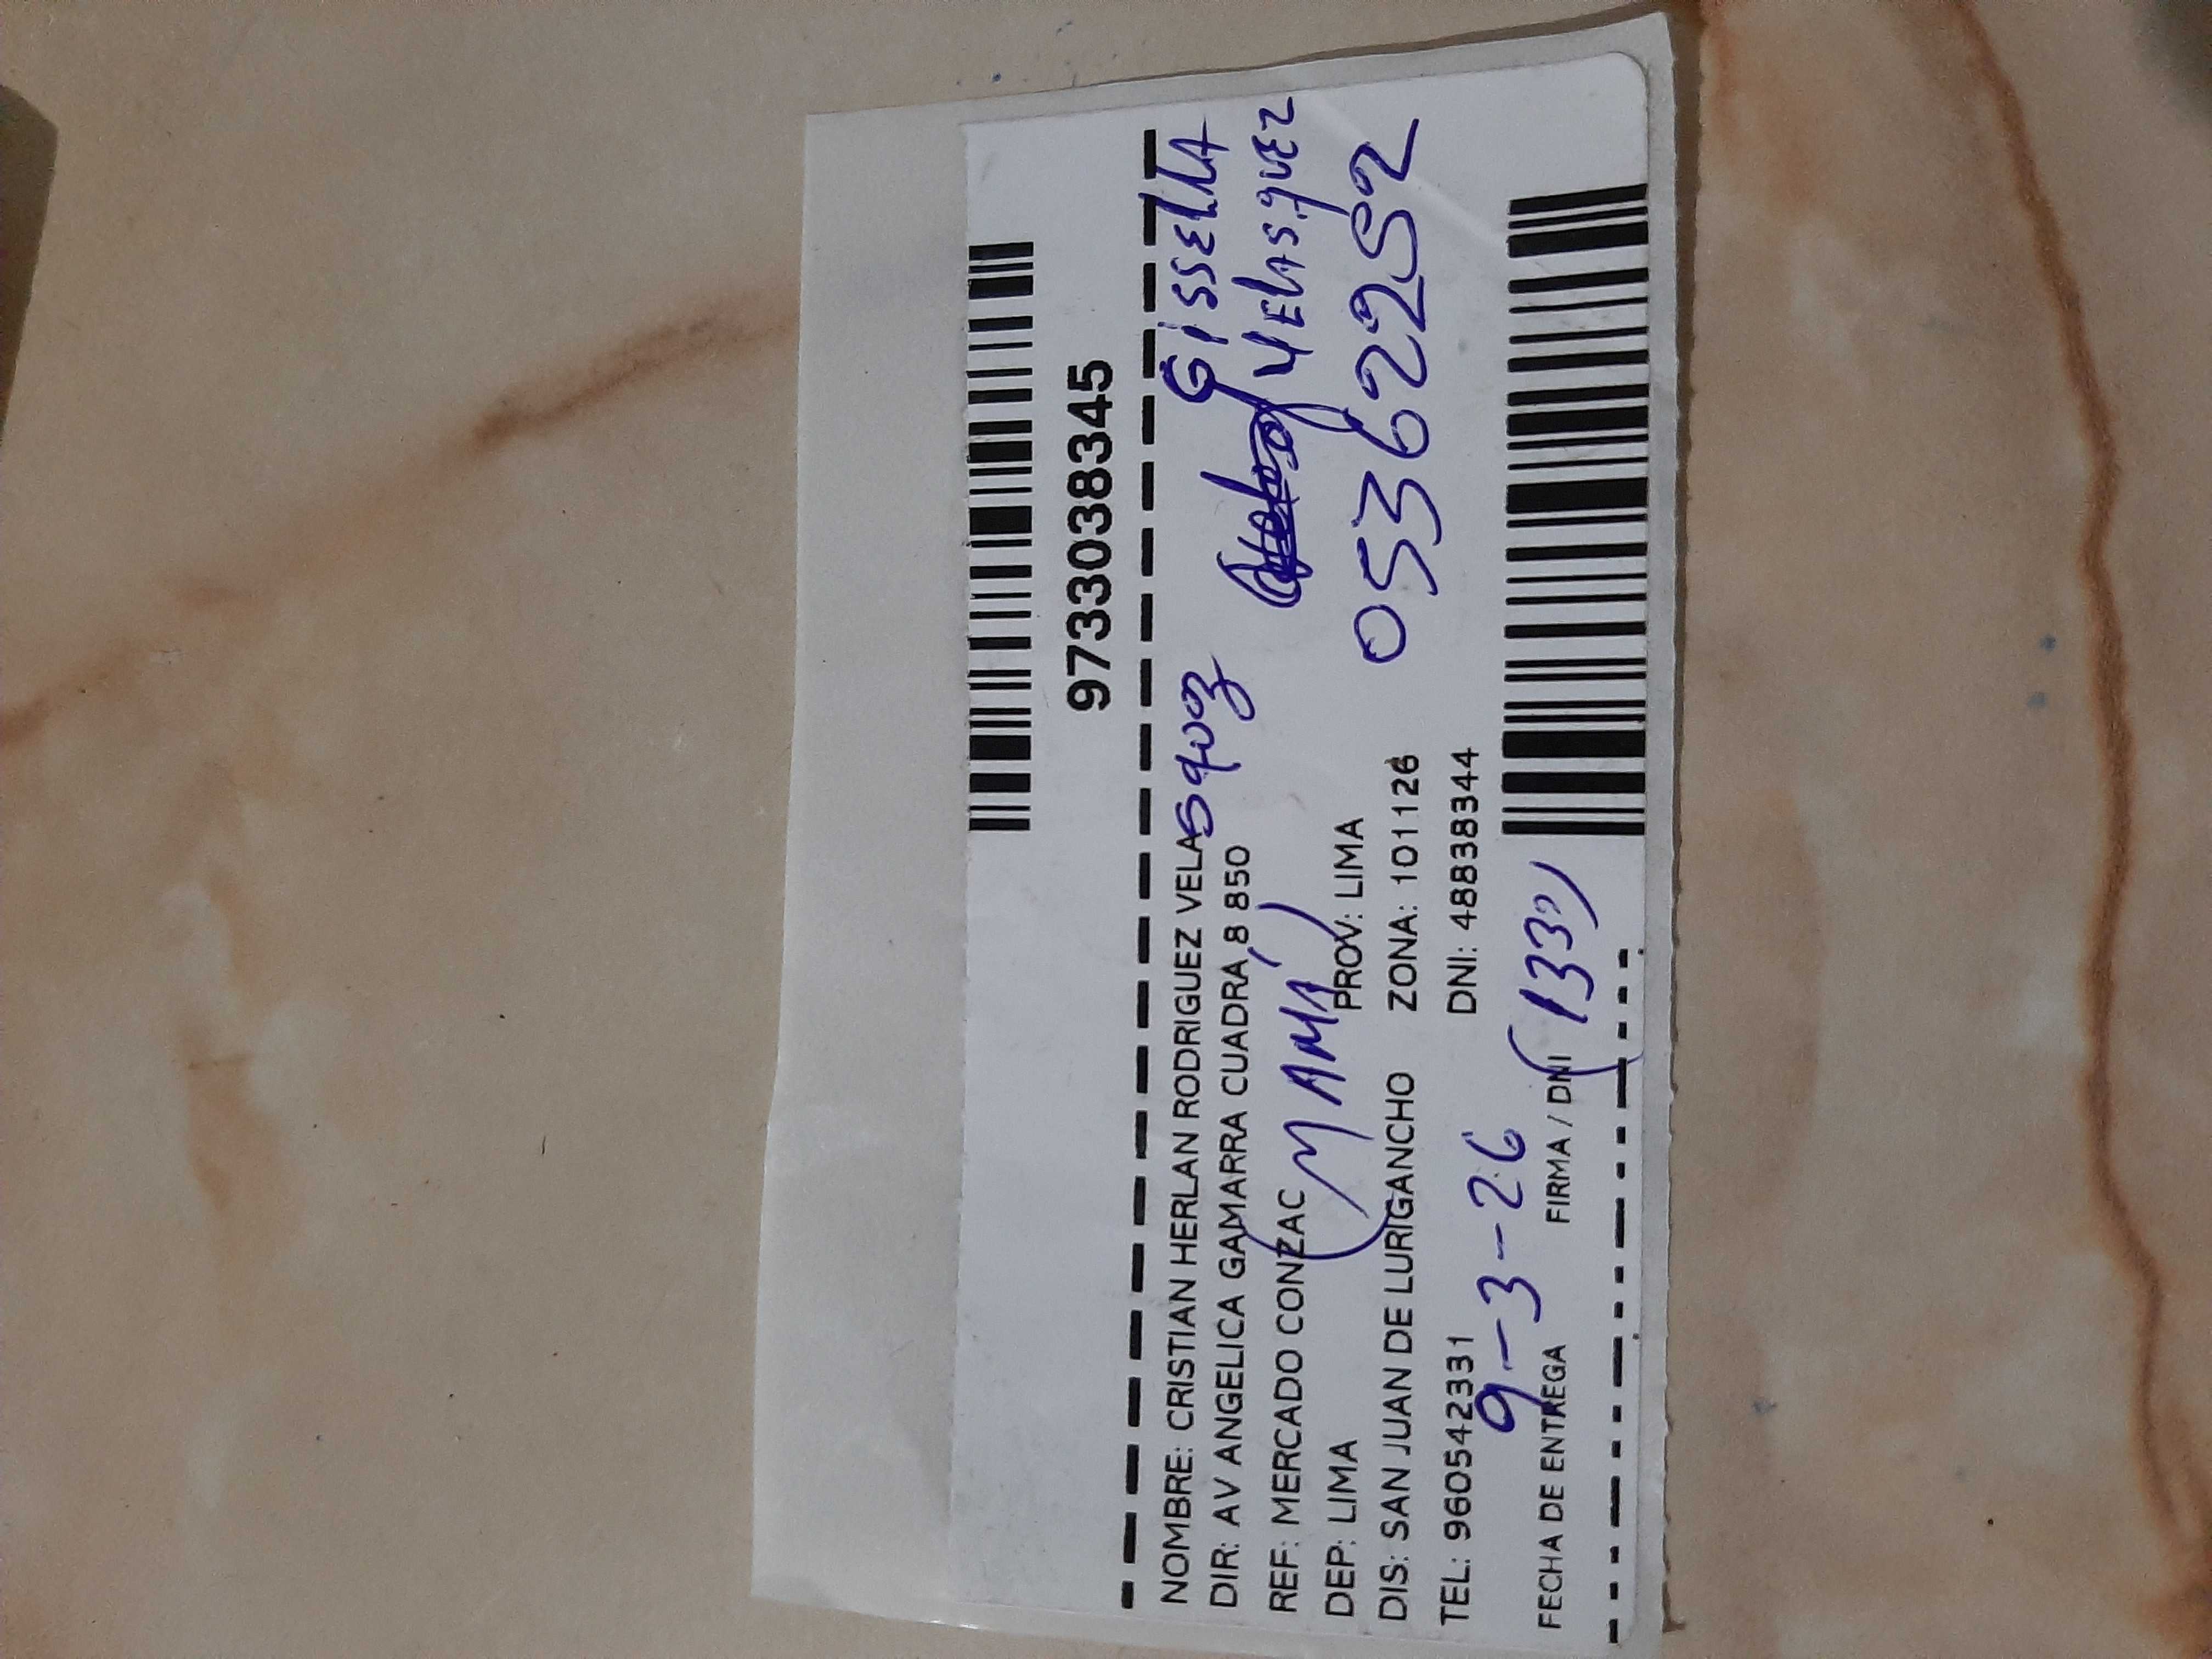 9733038345
NOMBRE: CRISTIAN HERLAN RODRIGUEZ VELASquez
GissEllA
DIR: AV ANGELICA GAMARRA CUADRA 8 850
VElAsquEz
REF: MERCADO CONZAC
(MAMÁ)
DEP: LIMA PROV: LIMA
05362252
DIS: SAN JUAN DE LURIGANCHO ZONA: 101126
TEL: 960542331 DNI: 48838344
9-3-26
FECHA DE ENTREGA FIRMA / DNI
(133)